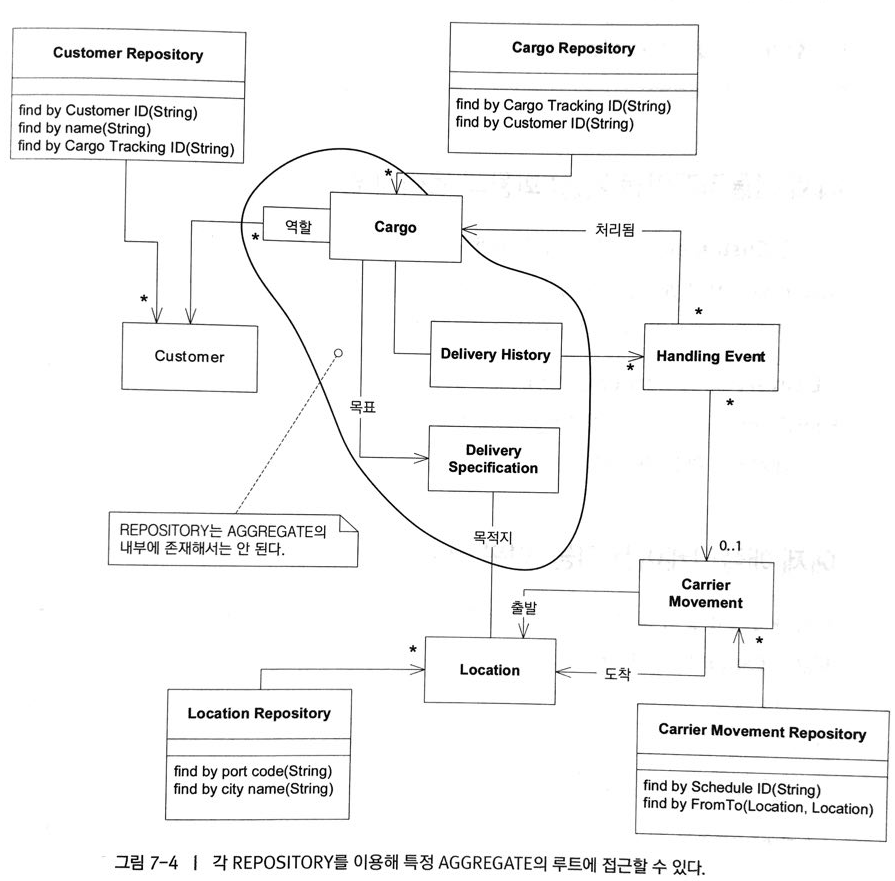 Customer Repository
find by Customer ID(String)
find by name(String)
find by Cargo Tracking ID(String)
Cargo Repository
find by Cargo Tracking ID(String)
find by Customer ID(String)
*
역할
*
Cargo
처리됨
*
*
Customer
Delivery History
*
Handling Event
*
목표
Delivery
Specification
REPOSITORY는 AGGREGATE의
내부에 존재해서는 안 된다.
목적지
0..1
Carrier
Movement
출발
*
*
Location
도착
Location Repository
find by port code(String)
find by city name(String)
Carrier Movement Repository
find by Schedule ID(String)
find by FromTo(Location, Location)
그림 7-4 | 각 REPOSITORY를 이용해 특정 AGGREGATE의 루트에 접근할 수 있다.